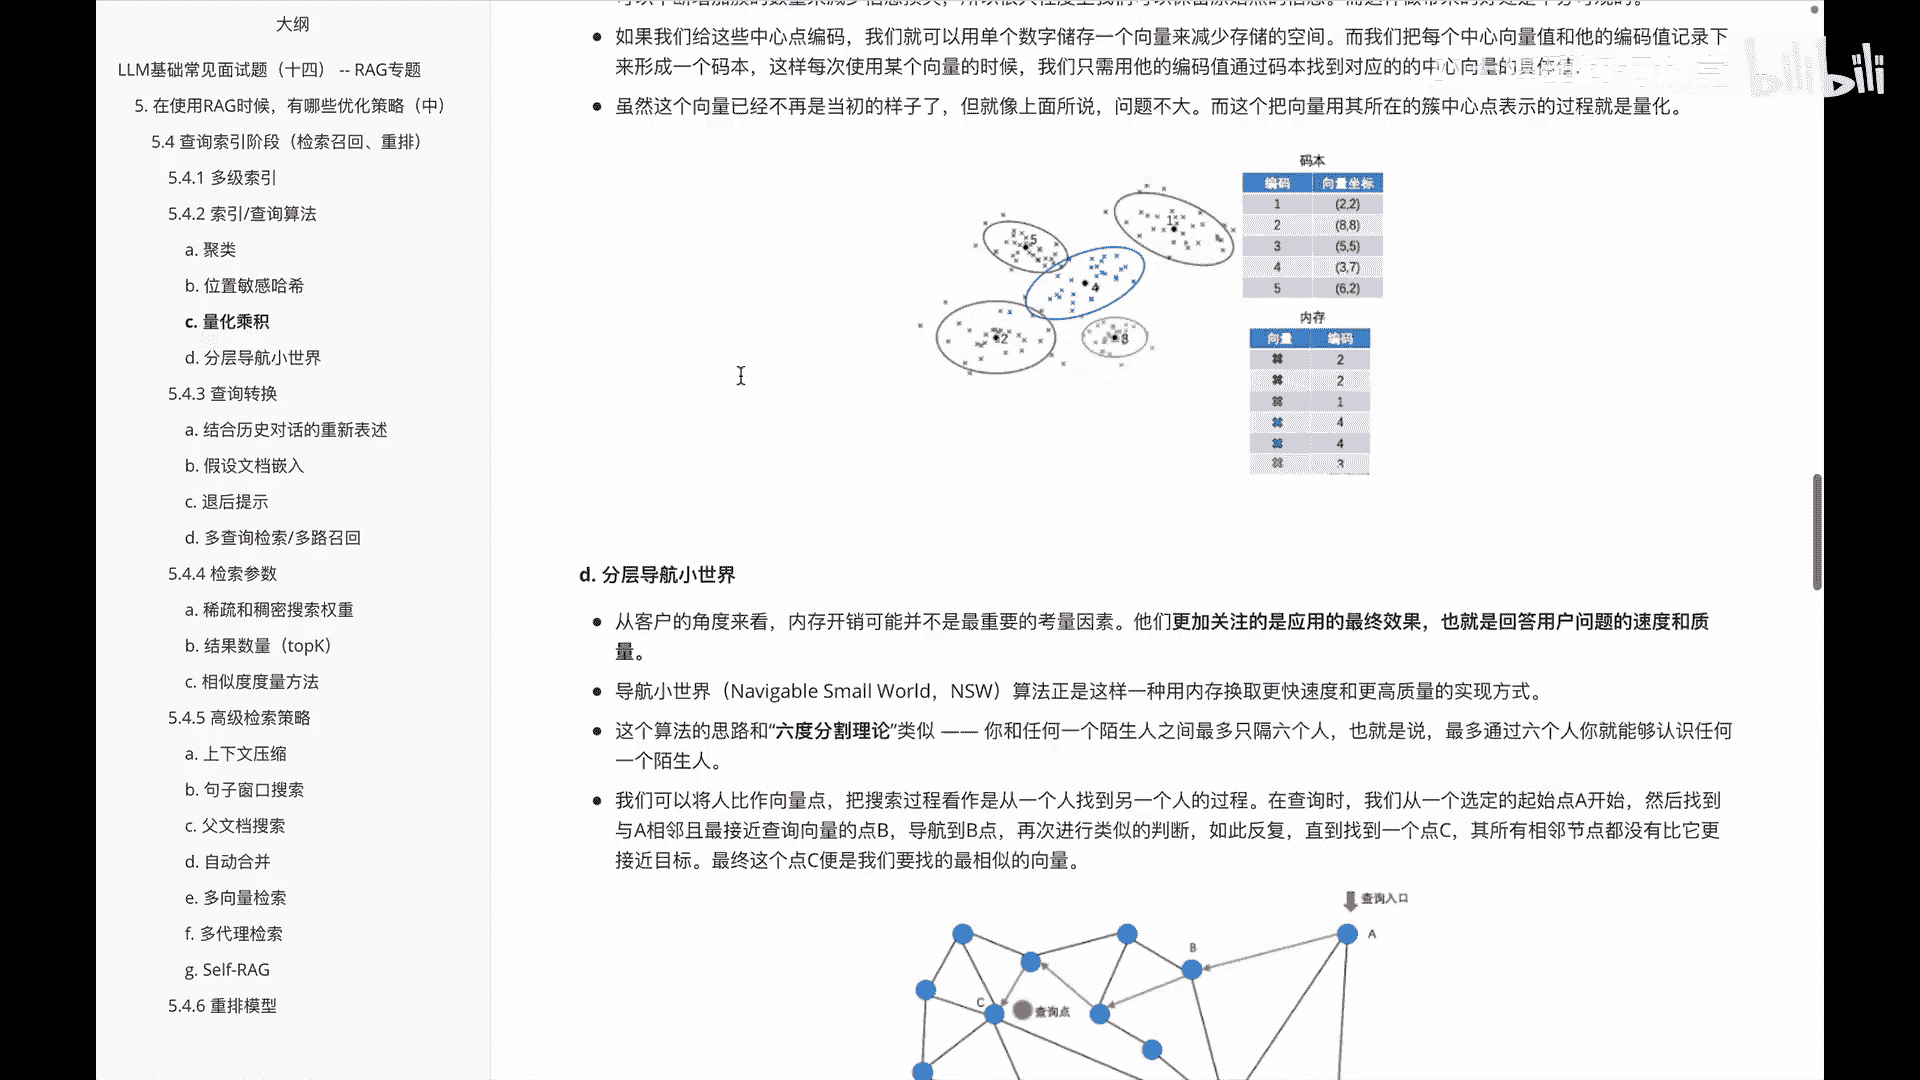 大纲
LLM基础常见面试题（十四） -- RAG专题
5. 在使用RAG时候，有哪些优化策略（中）
5.4 查询索引阶段（检索召回、重排）
5.4.1 多级索引
5.4.2 索引/查询算法
a. 聚类
b. 位置敏感哈希
c. 量化乘积
d. 分层导航小世界
5.4.3 查询转换
a. 结合历史对话的重新表述
b. 假设文档嵌入
c. 退后提示
d. 多查询检索/多路召回
5.4.4 检索参数
a. 稀疏和稠密搜索权重
b. 结果数量（topK）
c. 相似度度量方法
5.4.5 高级检索策略
a. 上下文压缩
b. 句子窗口搜索
c. 父文档搜索
d. 自动合并
e. 多向量检索
f. 多代理检索
g. Self-RAG
5.4.6 重排模型
如果我们给这些中心点编码，我们就可以用单个数字储存一个向量来减少存储的空间。而我们把每个中心向量值和他的编码值记录下
来形成一个码本，这样每次使用某个向量的时候，我们只需用他的编码值通过码本找到对应的的中心向量的具体值.
bilibili
虽然这个向量已经不再是当初的样子了，但就像上面所说，问题不大。而这个把向量用其所在的簇中心点表示的过程就是量化。
码本
编码 向量坐标
1 (2,2)
2 (8,8)
3 (5,5)
4 (3,7)
5 (6,2)
1
5
4
2
3
内存
向量 编码
2
2
1
4
4
3
d. 分层导航小世界
从客户的角度来看，内存开销可能并不是最重要的考量因素。他们更加关注的是应用的最终效果，也就是回答用户问题的速度和质
量。
导航小世界（Navigable Small World，NSW）算法正是这样一种用内存换取更快速度和更高质量的实现方式。
这个算法的思路和“六度分割理论”类似 —— 你和任何一个陌生人之间最多只隔六个人，也就是说，最多通过六个人你就能够认识任何
一个陌生人。
我们可以将人比作向量点，把搜索过程看作是从一个人找到另一个人的过程。在查询时，我们从一个选定的起始点A开始，然后找到
与A相邻且最接近查询向量的点B，导航到B点，再次进行类似的判断，如此反复，直到找到一个点C，其所有相邻节点都没有比它更
接近目标。最终这个点C便是我们要找的最相似的向量。
查询入口
A
B
C
查询点